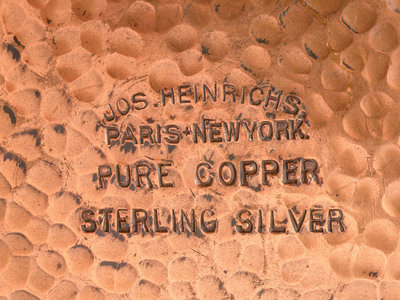 JOS. HEINRICHS,
PARIS + NEW YORK.
PURE COPPER
STERLING SILVER